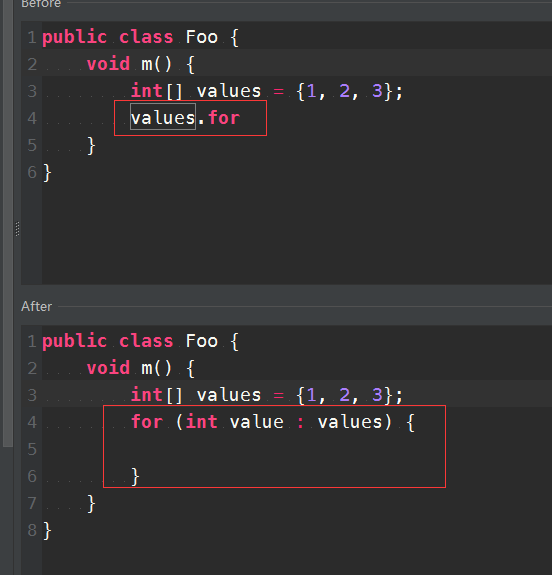 Before
1 public class Foo {
2     void m() {
3         int[] values = {1, 2, 3};
4         values.for
5     }
6 }
After
1 public class Foo {
2     void m() {
3         int[] values = {1, 2, 3};
4         for (int value : values) {
5
6         }
7     }
8 }